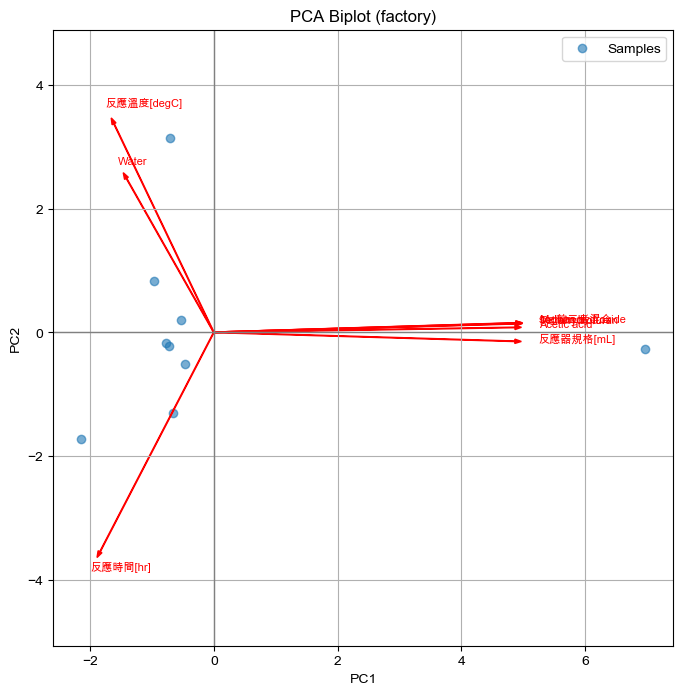 PCA Biplot (factory)
Samples
反應溫度[degC]
Water
Acetic acid
反應器規格[mL]
反應時間[hr]
PC2
4
2
0
−2
−4
−2
0
2
4
6
PC1